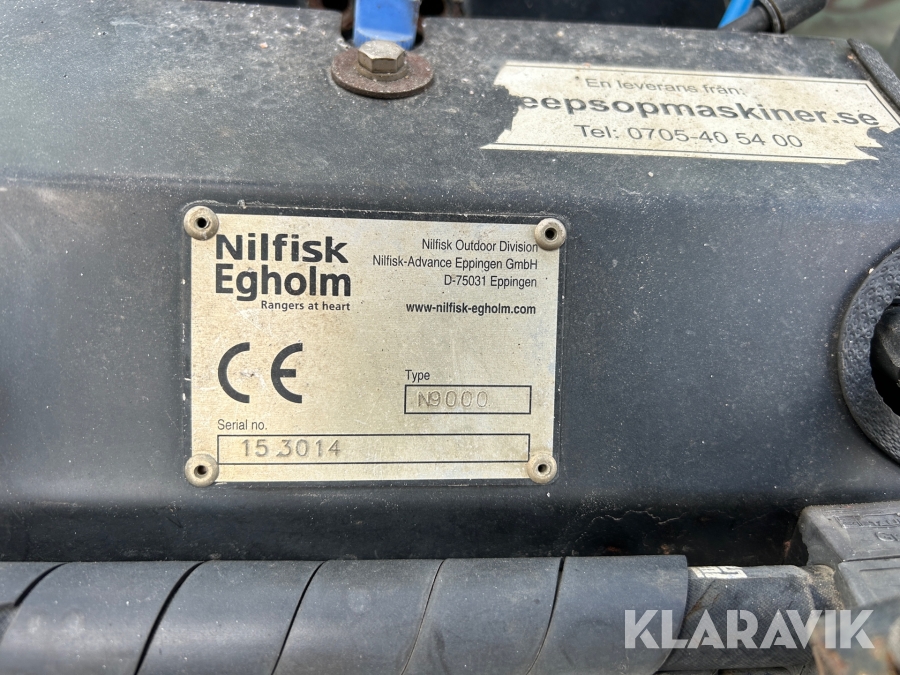 En leverans från:
eepsopmaskiner.se
Tel: 0705-40 54 00
Nilfisk
Egholm
Rangers at heart
Nilfisk Outdoor Division
Nilfisk-Advance Eppingen GmbH
D-75031 Eppingen
www-nilfisk-egholm.com
CE
Type
N9000
Serial no.
15 3014
KLARAVIK